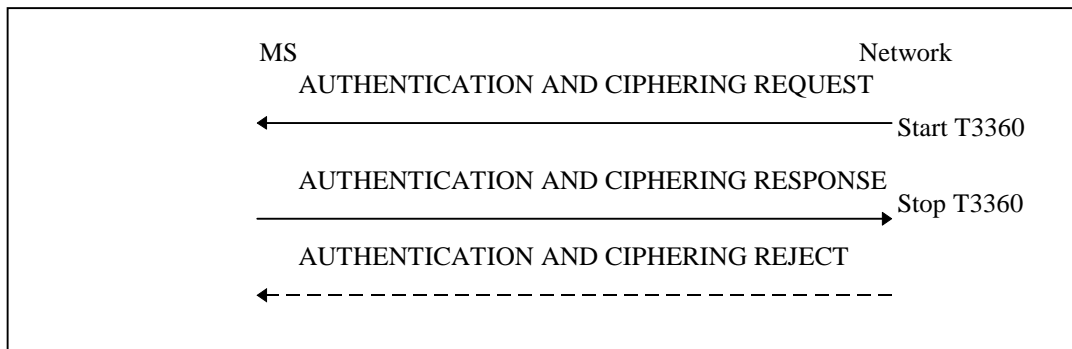 MS Network
AUTHENTICATION AND CIPHERING REQUEST
Start T3360
AUTHENTICATION AND CIPHERING RESPONSE
Stop T3360
AUTHENTICATION AND CIPHERING REJECT